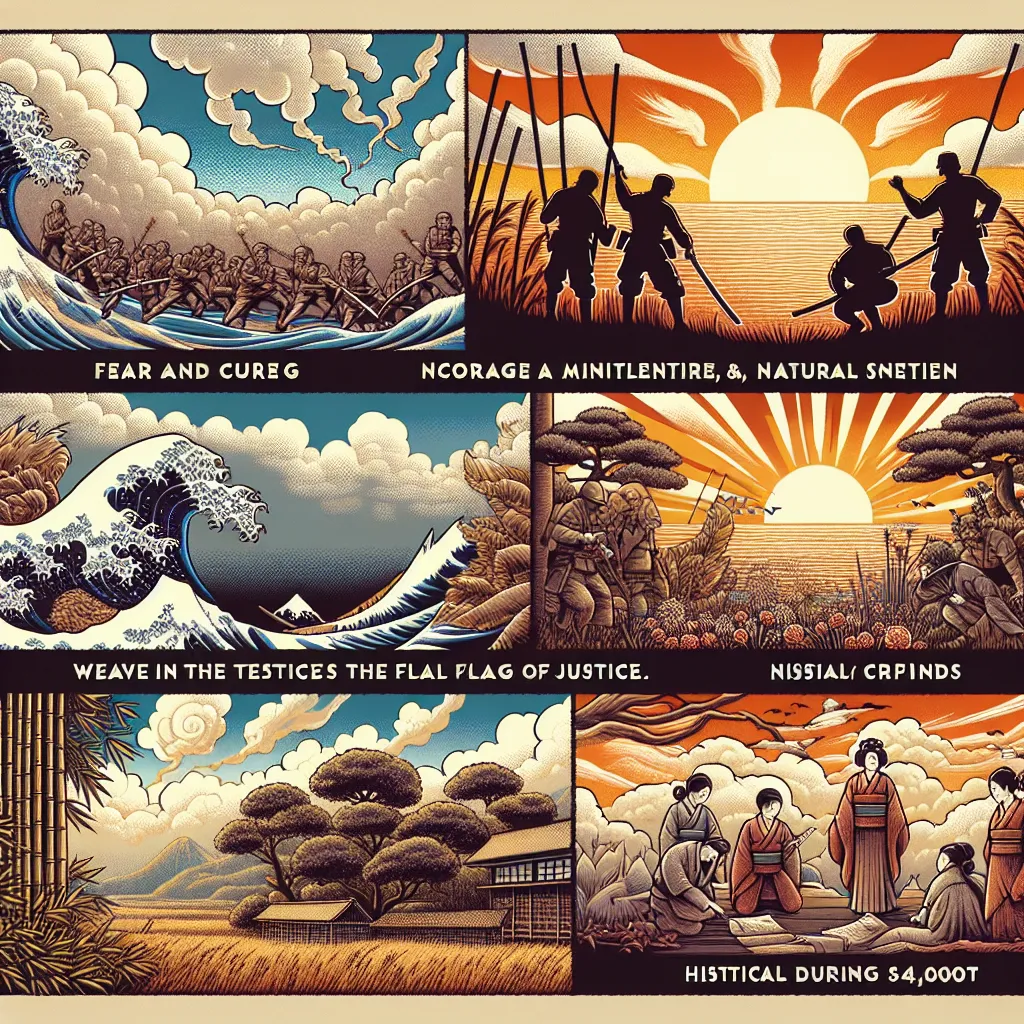 FEAR AND CUREG
NCORAGE A MINITLENTIRE, &, NATURAL SNETIEN
WEAVE IN THE TESTICES THE FLAL FLAG OF JUSTICE.
NISSIAL/ CRPINDS
HISTTICAL DURING S4,000T